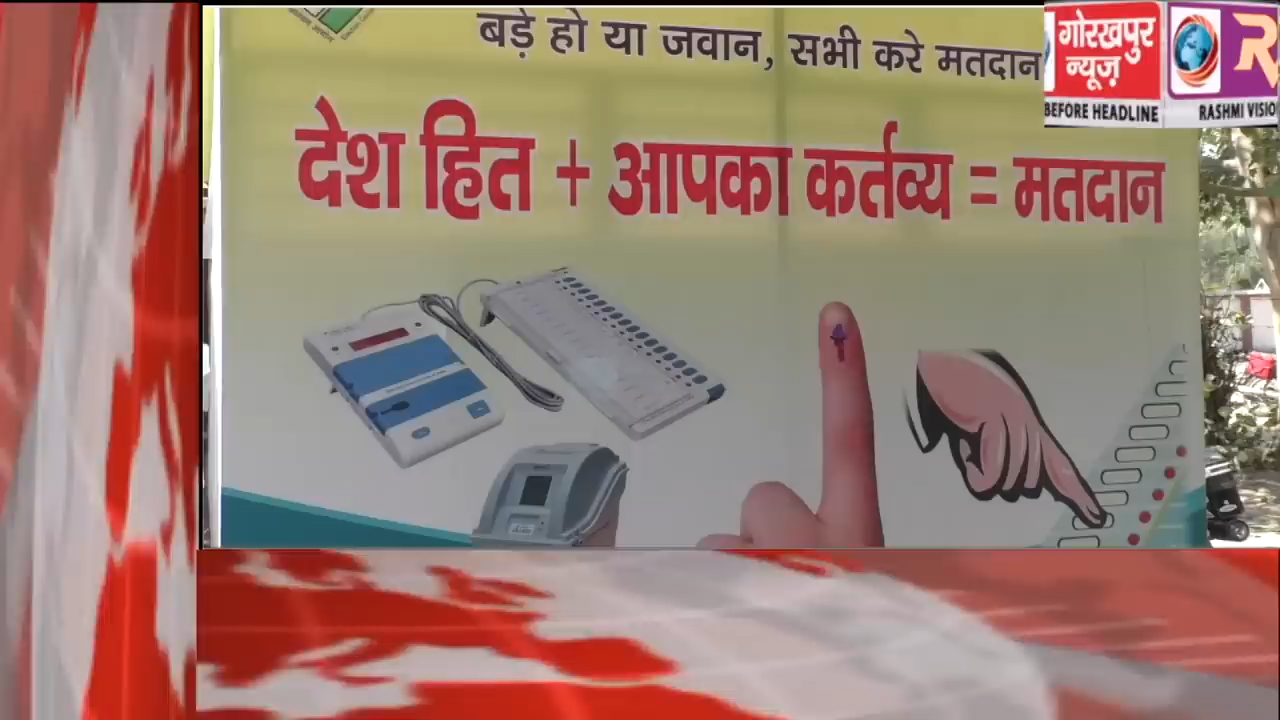 बड़े हो या जवान, सभी करे मतदान
देश हित + आपका कर्तव्य = मतदान
गोरखपुर
न्यूज़
BEFORE HEADLINE
R
RASHMI VISIO